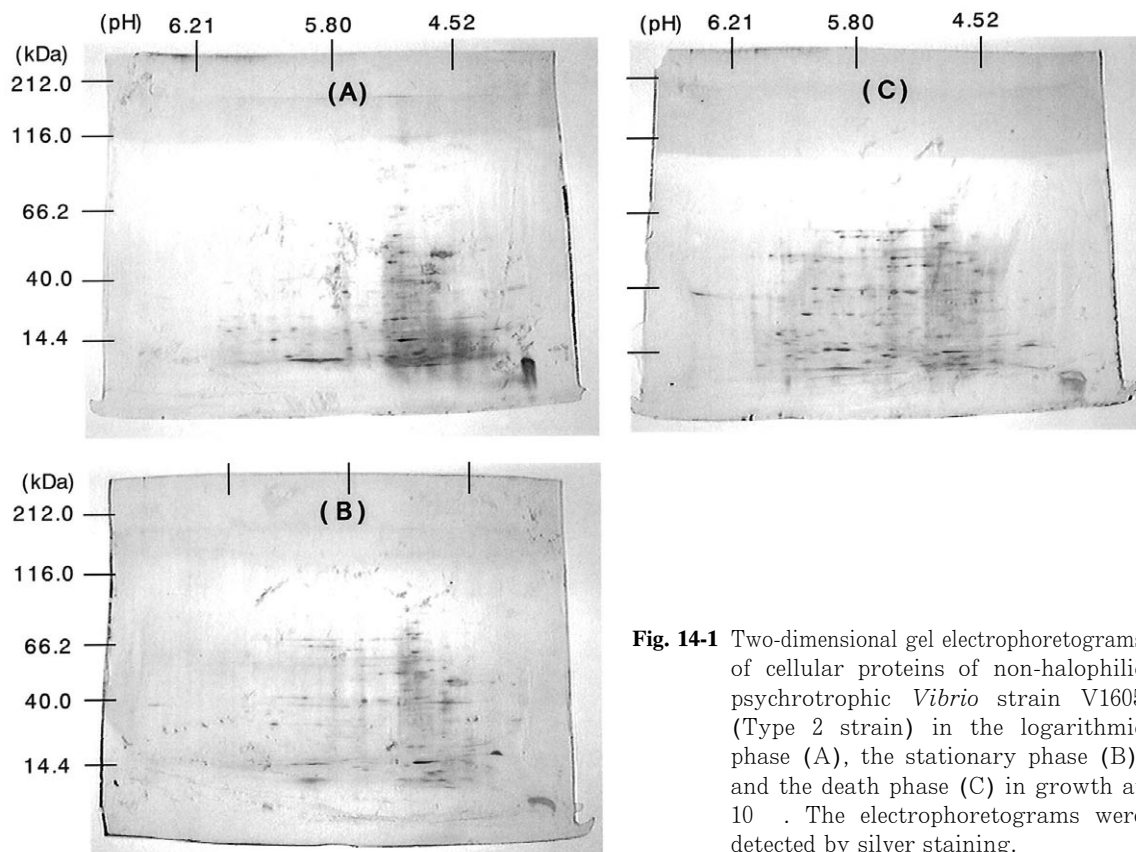 (pH) 6.21 5.80 4.52
(kDa)
212.0
116.0
66.2
40.0
14.4
(A)
(pH) 6.21 5.80 4.52
(C)
(kDa)
212.0
116.0
66.2
40.0
14.4
(B)
Fig. 14-1 Two-dimensional gel electrophoretograms
of cellular proteins of non-halophilic
psychrotrophic Vibrio strain V1605
(Type 2 strain) in the logarithmic
phase (A), the stationary phase (B)
and the death phase (C) in growth at
10 . The electrophoretograms were
detected by silver staining.